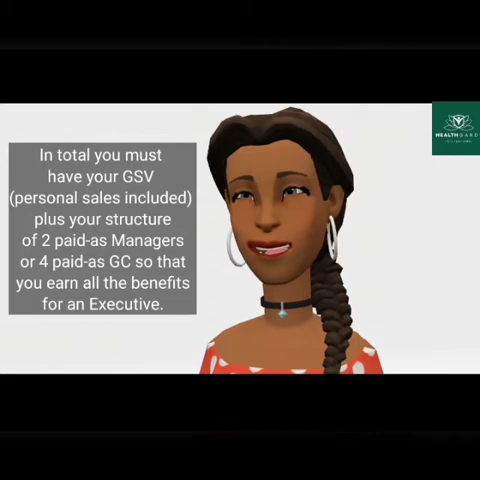 In total you must
have your GSV
(personal sales included)
plus your structure
of 2 paid-as Managers
or 4 paid-as GC so that
you earn all the benefits
for an Executive.
HEALTHGARD